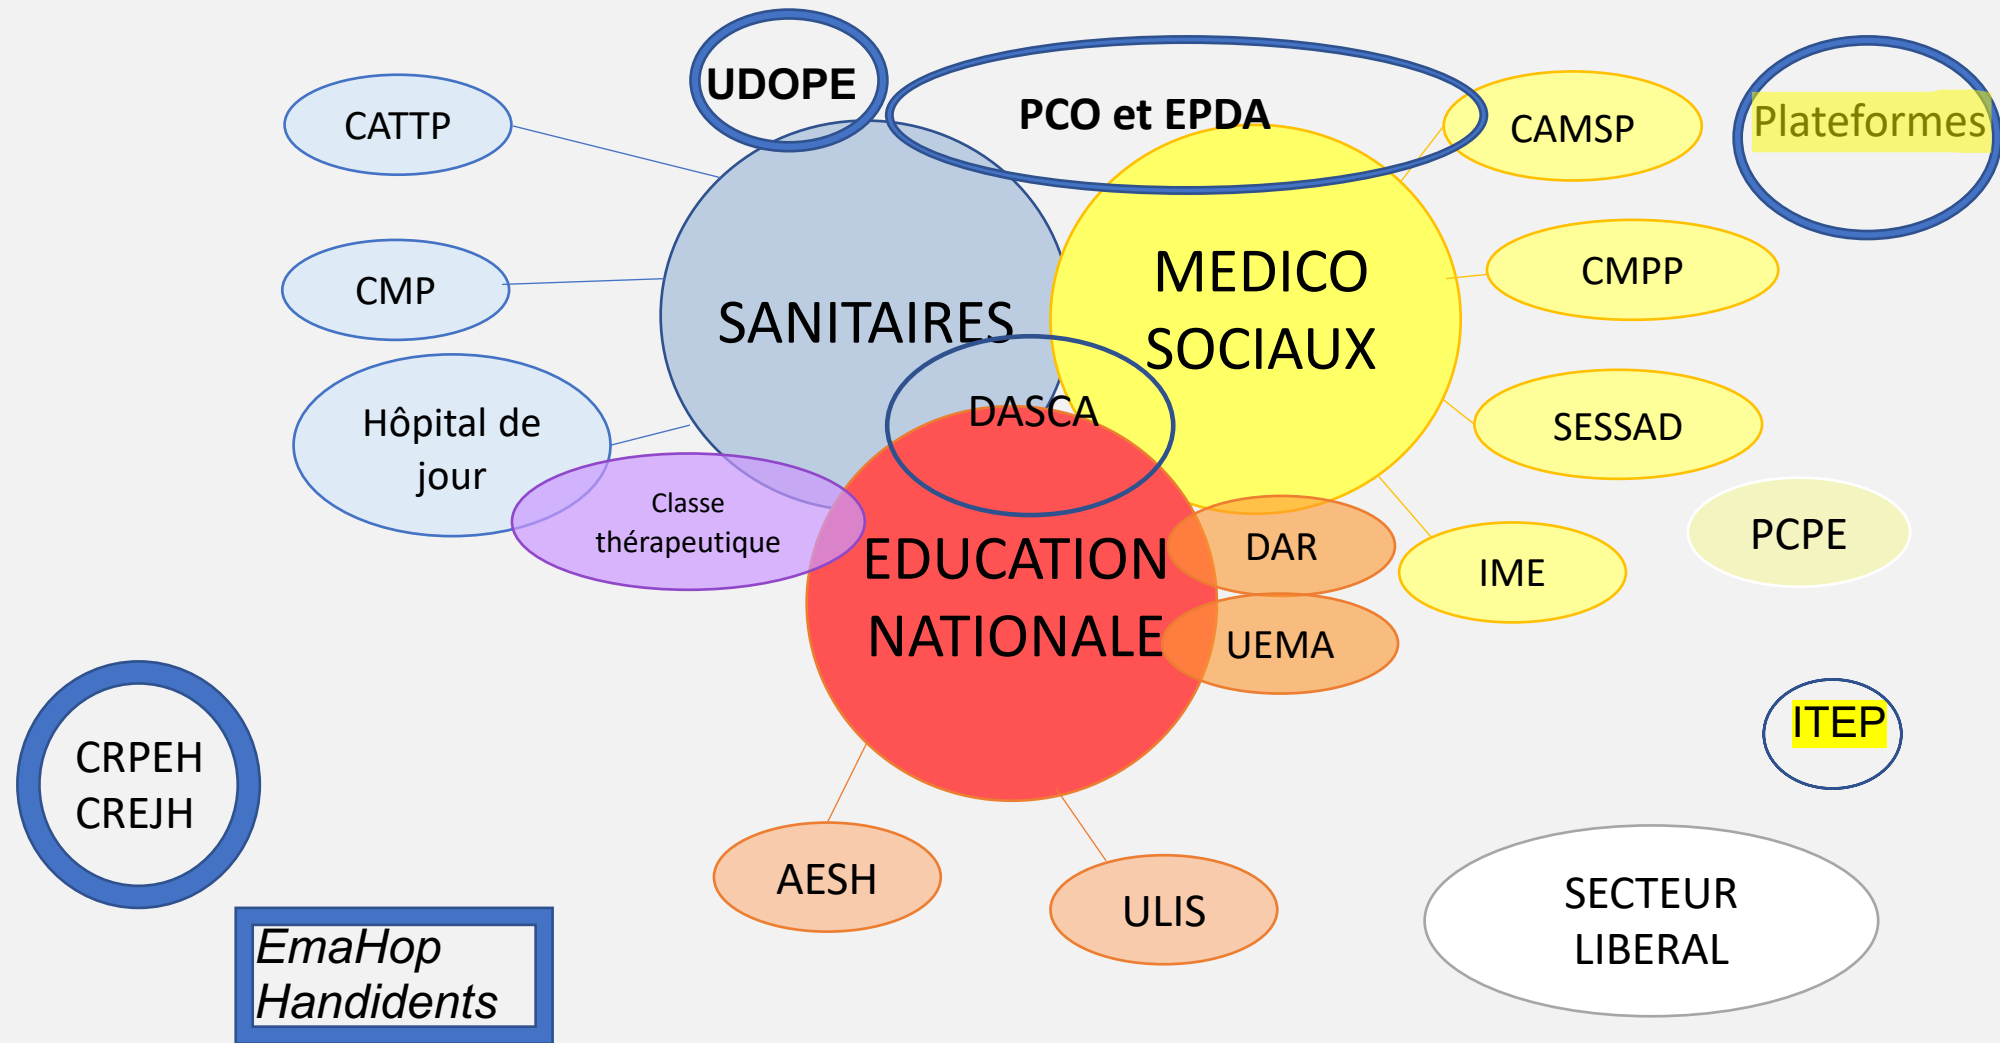 UDOPE
PCO et EPDA
Plateformes
CATTP
CAMSP
CMP
CMPP
SANITAIRES
MEDICO
SOCIAUX
DASCA
Hôpital de
jour
SESSAD
Classe
thérapeutique
EDUCATION
NATIONALE
DAR
UEMA
IME
PCPE
CRPEH
CREJH
ITEP
AESH
ULIS
SECTEUR
LIBERAL
EmaHop
Handidents